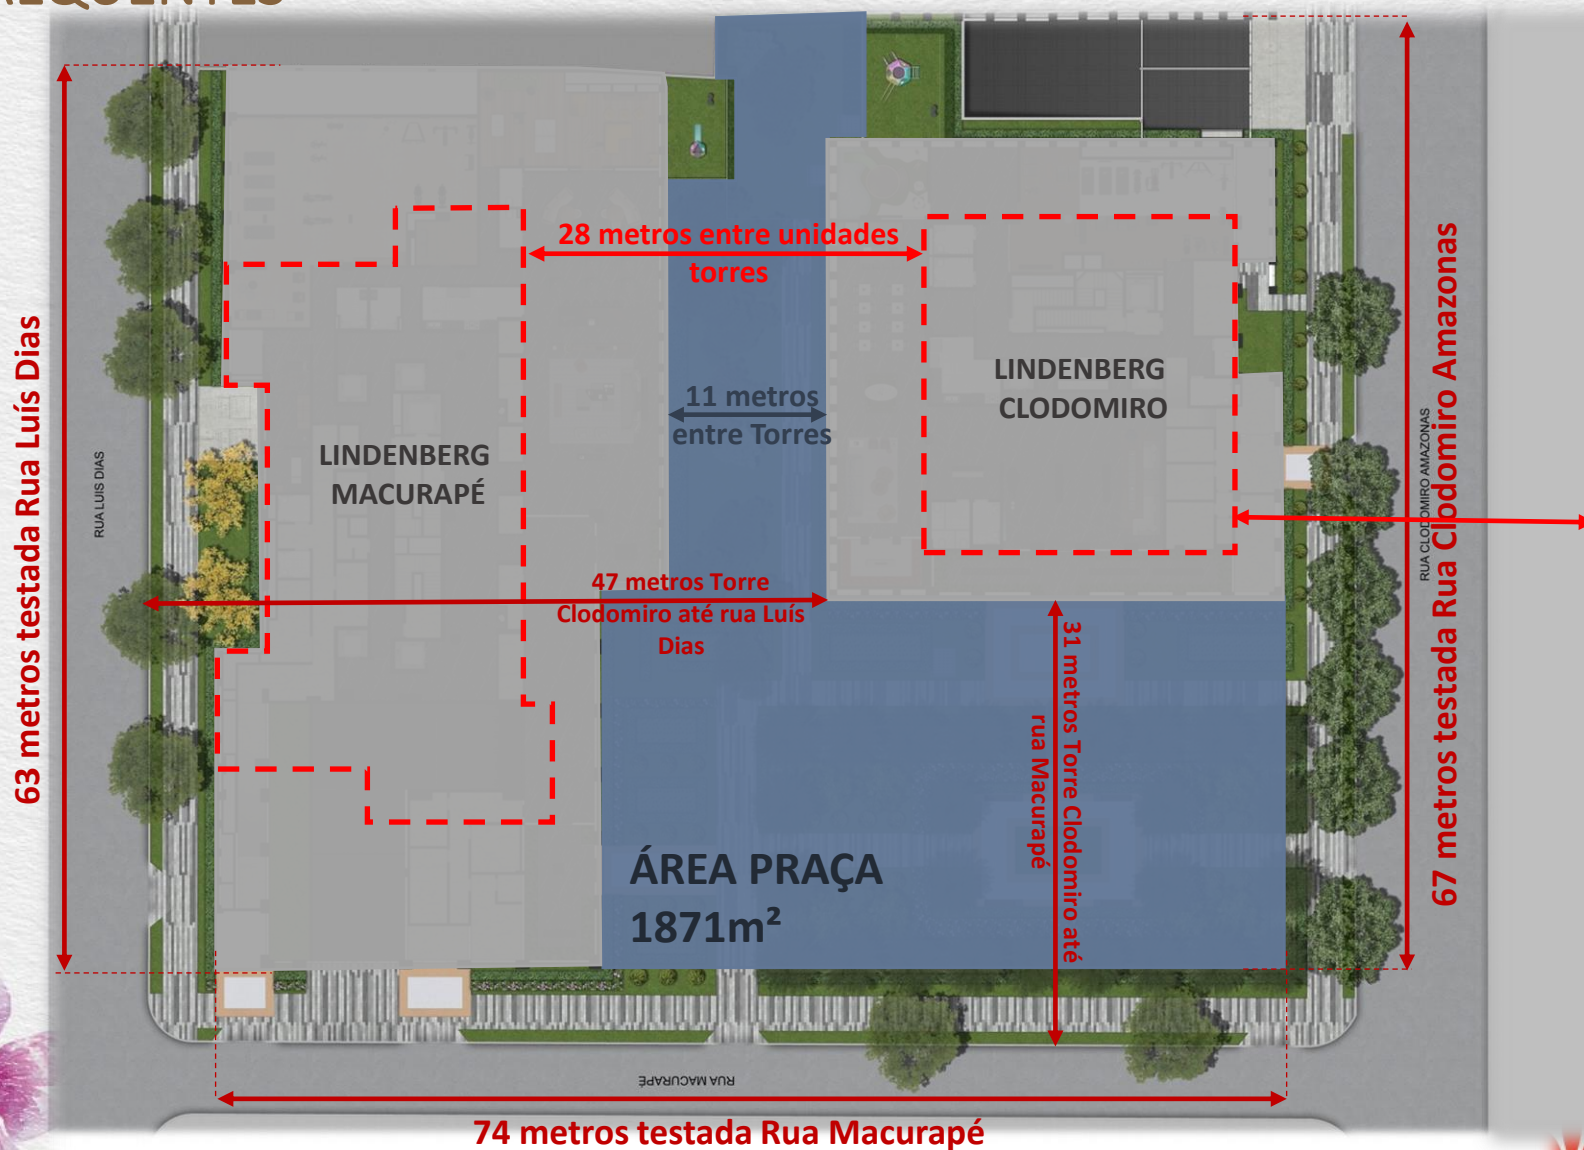 63 metros testada Rua Luís Dias
RUA LUIS DIAS
28 metros entre unidades
torres
11 metros
entre Torres
LINDENBERG
MACURAPÉ
LINDENBERG
CLODOMIRO
47 metros Torre
Clodomiro até rua Luís
Dias
31 metros Torre Clodomiro até
rua Macurapé
RUA CLODOMIRO AMAZONAS
67 metros testada Rua Clodomiro Amazonas
ÁREA PRAÇA
1871m²
RUA MACURAPÉ
74 metros testada Rua Macurapé